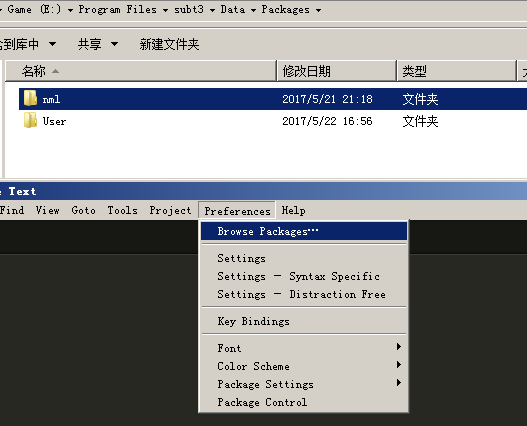 Game (E:) Program Files subt3 Data Packages
到库中 共享 新建文件夹
名称 修改日期 类型
nml 2017/5/21 21:18 文件夹
User 2017/5/22 16:56 文件夹
e Text
Find View Goto Tools Project Preferences Help
Browse Packages…
Settings
Settings - Syntax Specific
Settings - Distraction Free
Key Bindings
Font
Color Scheme
Package Settings
Package Control